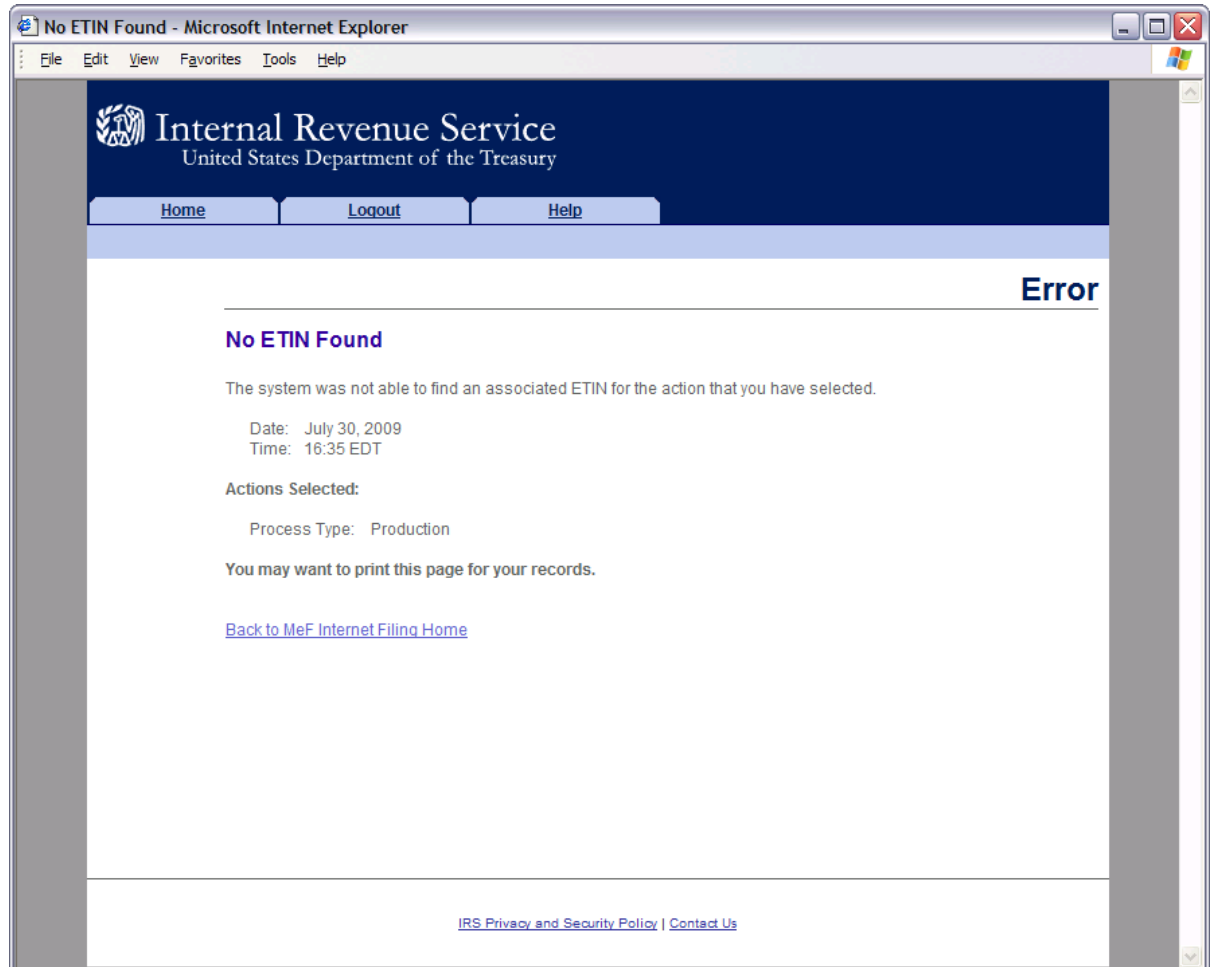 No ETIN Found - Microsoft Internet Explorer
File Edit View Favorites Tools Help
Internal Revenue Service
United States Department of the Treasury
Home Logout Help
Error
No ETIN Found
The system was not able to find an associated ETIN for the action that you have selected.
Date: July 30, 2009
Time: 16:35 EDT
Actions Selected:
Process Type: Production
You may want to print this page for your records.
Back to MeF Internet Filing Home
IRS Privacy and Security Policy | Contact Us